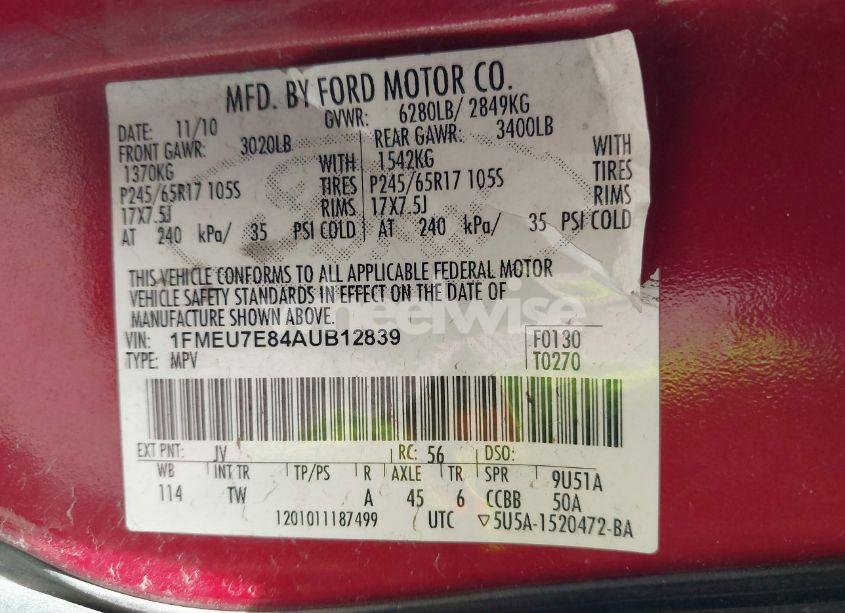 MFD. BY FORD MOTOR CO.
DATE: 11/10 GVWR: 6280LB/ 2849KG
FRONT GAWR: 3020LB REAR GAWR: 3400LB
1370KG WITH 1542KG WITH
P245/65R17 105S TIRES P245/65R17 105S TIRES
17X7.5J RIMS 17X7.5J RIMS
AT 240 kPa/ 35 PSI COLD AT 240 kPa/ 35 PSI COLD
THIS VEHICLE CONFORMS TO ALL APPLICABLE FEDERAL MOTOR
VEHICLE SAFETY STANDARDS IN EFFECT ON THE DATE OF
MANUFACTURE SHOWN ABOVE.
VIN: 1FMEU7E84AUB12839 F0130
TYPE: MPV T0270
EXT PNT: JV RC: 56 DSO:
WB INT TR TP/PS R AXLE TR SPR 9U51A
114 TW A 45 6 CCBB 50A
1201011187499 UTC ▽5U5A-1520472-BA